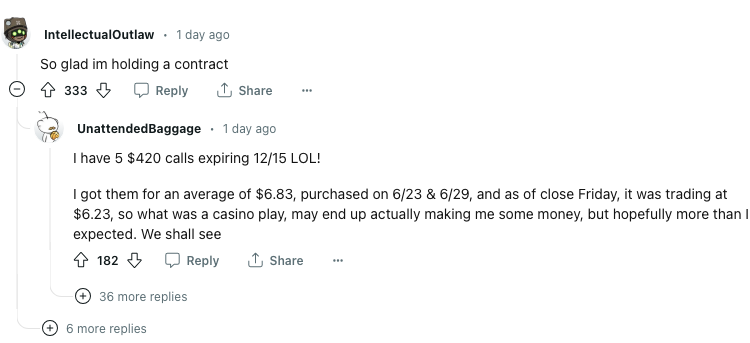 IntellectualOutlaw • 1 day ago
So glad im holding a contract
333 Reply Share ...
UnattendedBaggage • 1 day ago
I have 5 $420 calls expiring 12/15 LOL!
I got them for an average of $6.83, purchased on 6/23 & 6/29, and as of close Friday, it was trading at
$6.23, so what was a casino play, may end up actually making me some money, but hopefully more than I
expected. We shall see
182 Reply Share ...
36 more replies
6 more replies